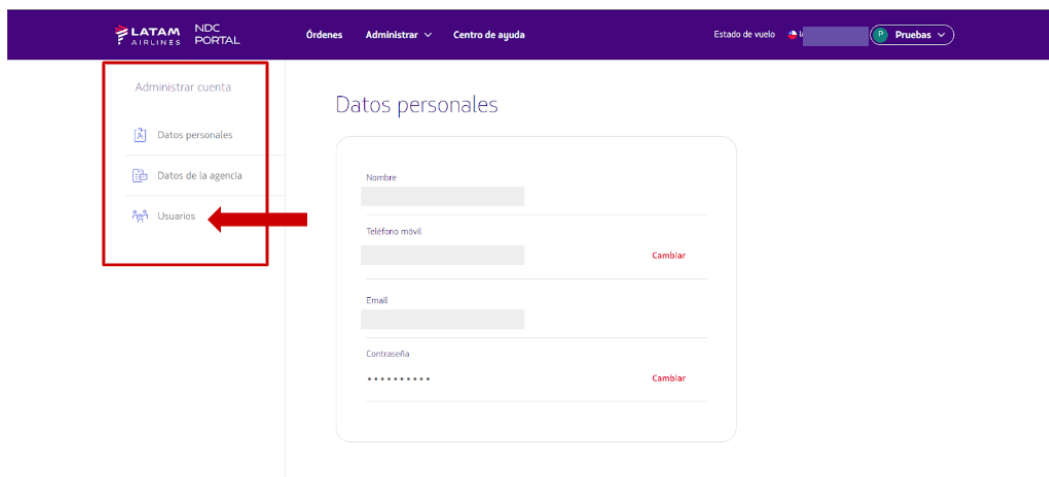 LATAM AIRLINES NDC PORTAL
Órdenes Administrar Centro de ayuda Estado de vuelo P Pruebas
Administrar cuenta
Datos personales
Datos de la agencia
Usuarios
Datos personales
Nombre
Teléfono móvil
Cambiar
Email
Contraseña
•••••••••• Cambiar